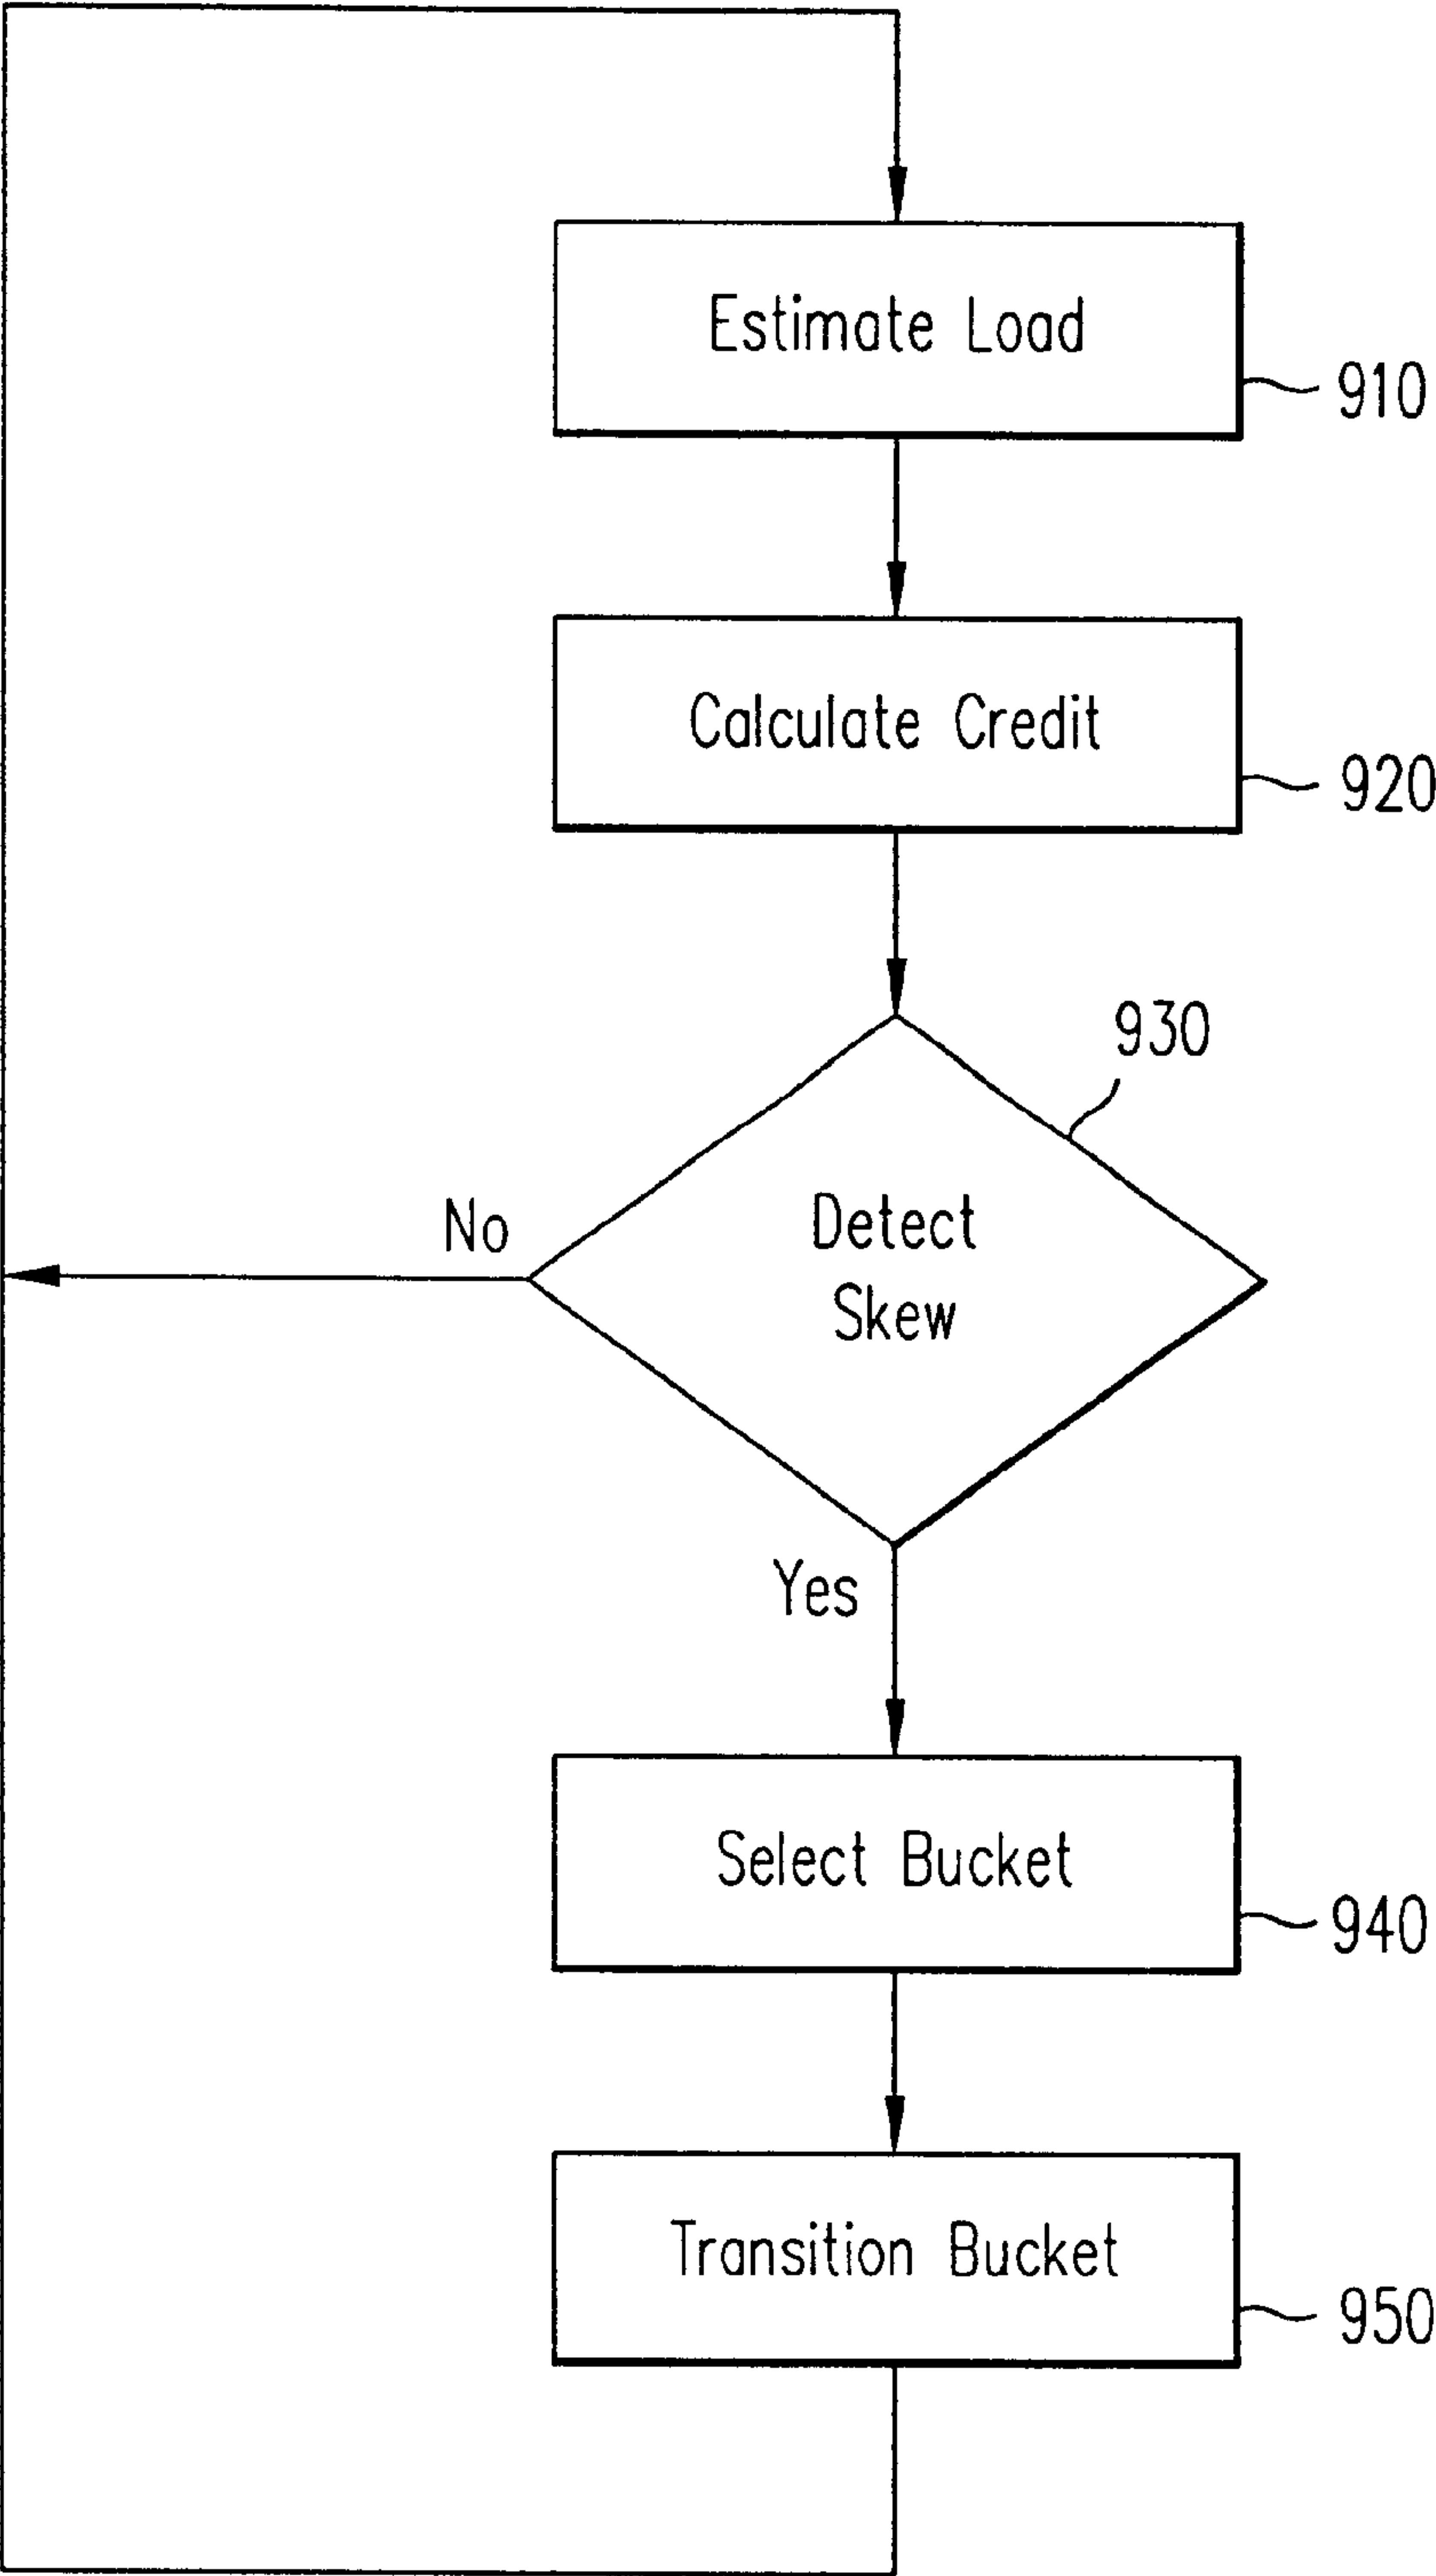 Estimate Load
910
Calculate Credit
920
930
Detect
Skew
No
Yes
Select Bucket
940
Transition Bucket
950